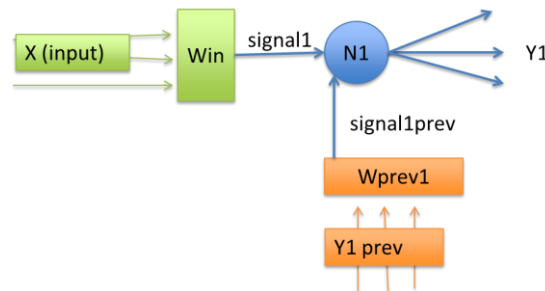 X (input)
Win
signal1
N1
Y1
signal1prev
Wprev1
Y1 prev